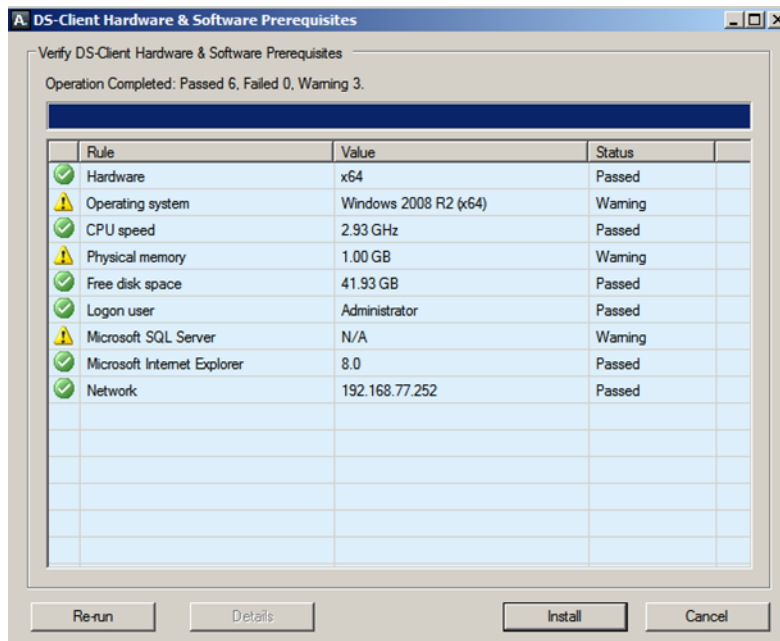 A. DS-Client Hardware & Software Prerequisites
Verify DS-Client Hardware & Software Prerequisites
Operation Completed: Passed 6, Failed 0, Warning 3.
Rule Value Status
Hardware x64 Passed
Operating system Windows 2008 R2 (x64) Warning
CPU speed 2.93 GHz Passed
Physical memory 1.00 GB Warning
Free disk space 41.93 GB Passed
Logon user Administrator Passed
Microsoft SQL Server N/A Warning
Microsoft Internet Explorer 8.0 Passed
Network 192.168.77.252 Passed
Re-run Details Install Cancel